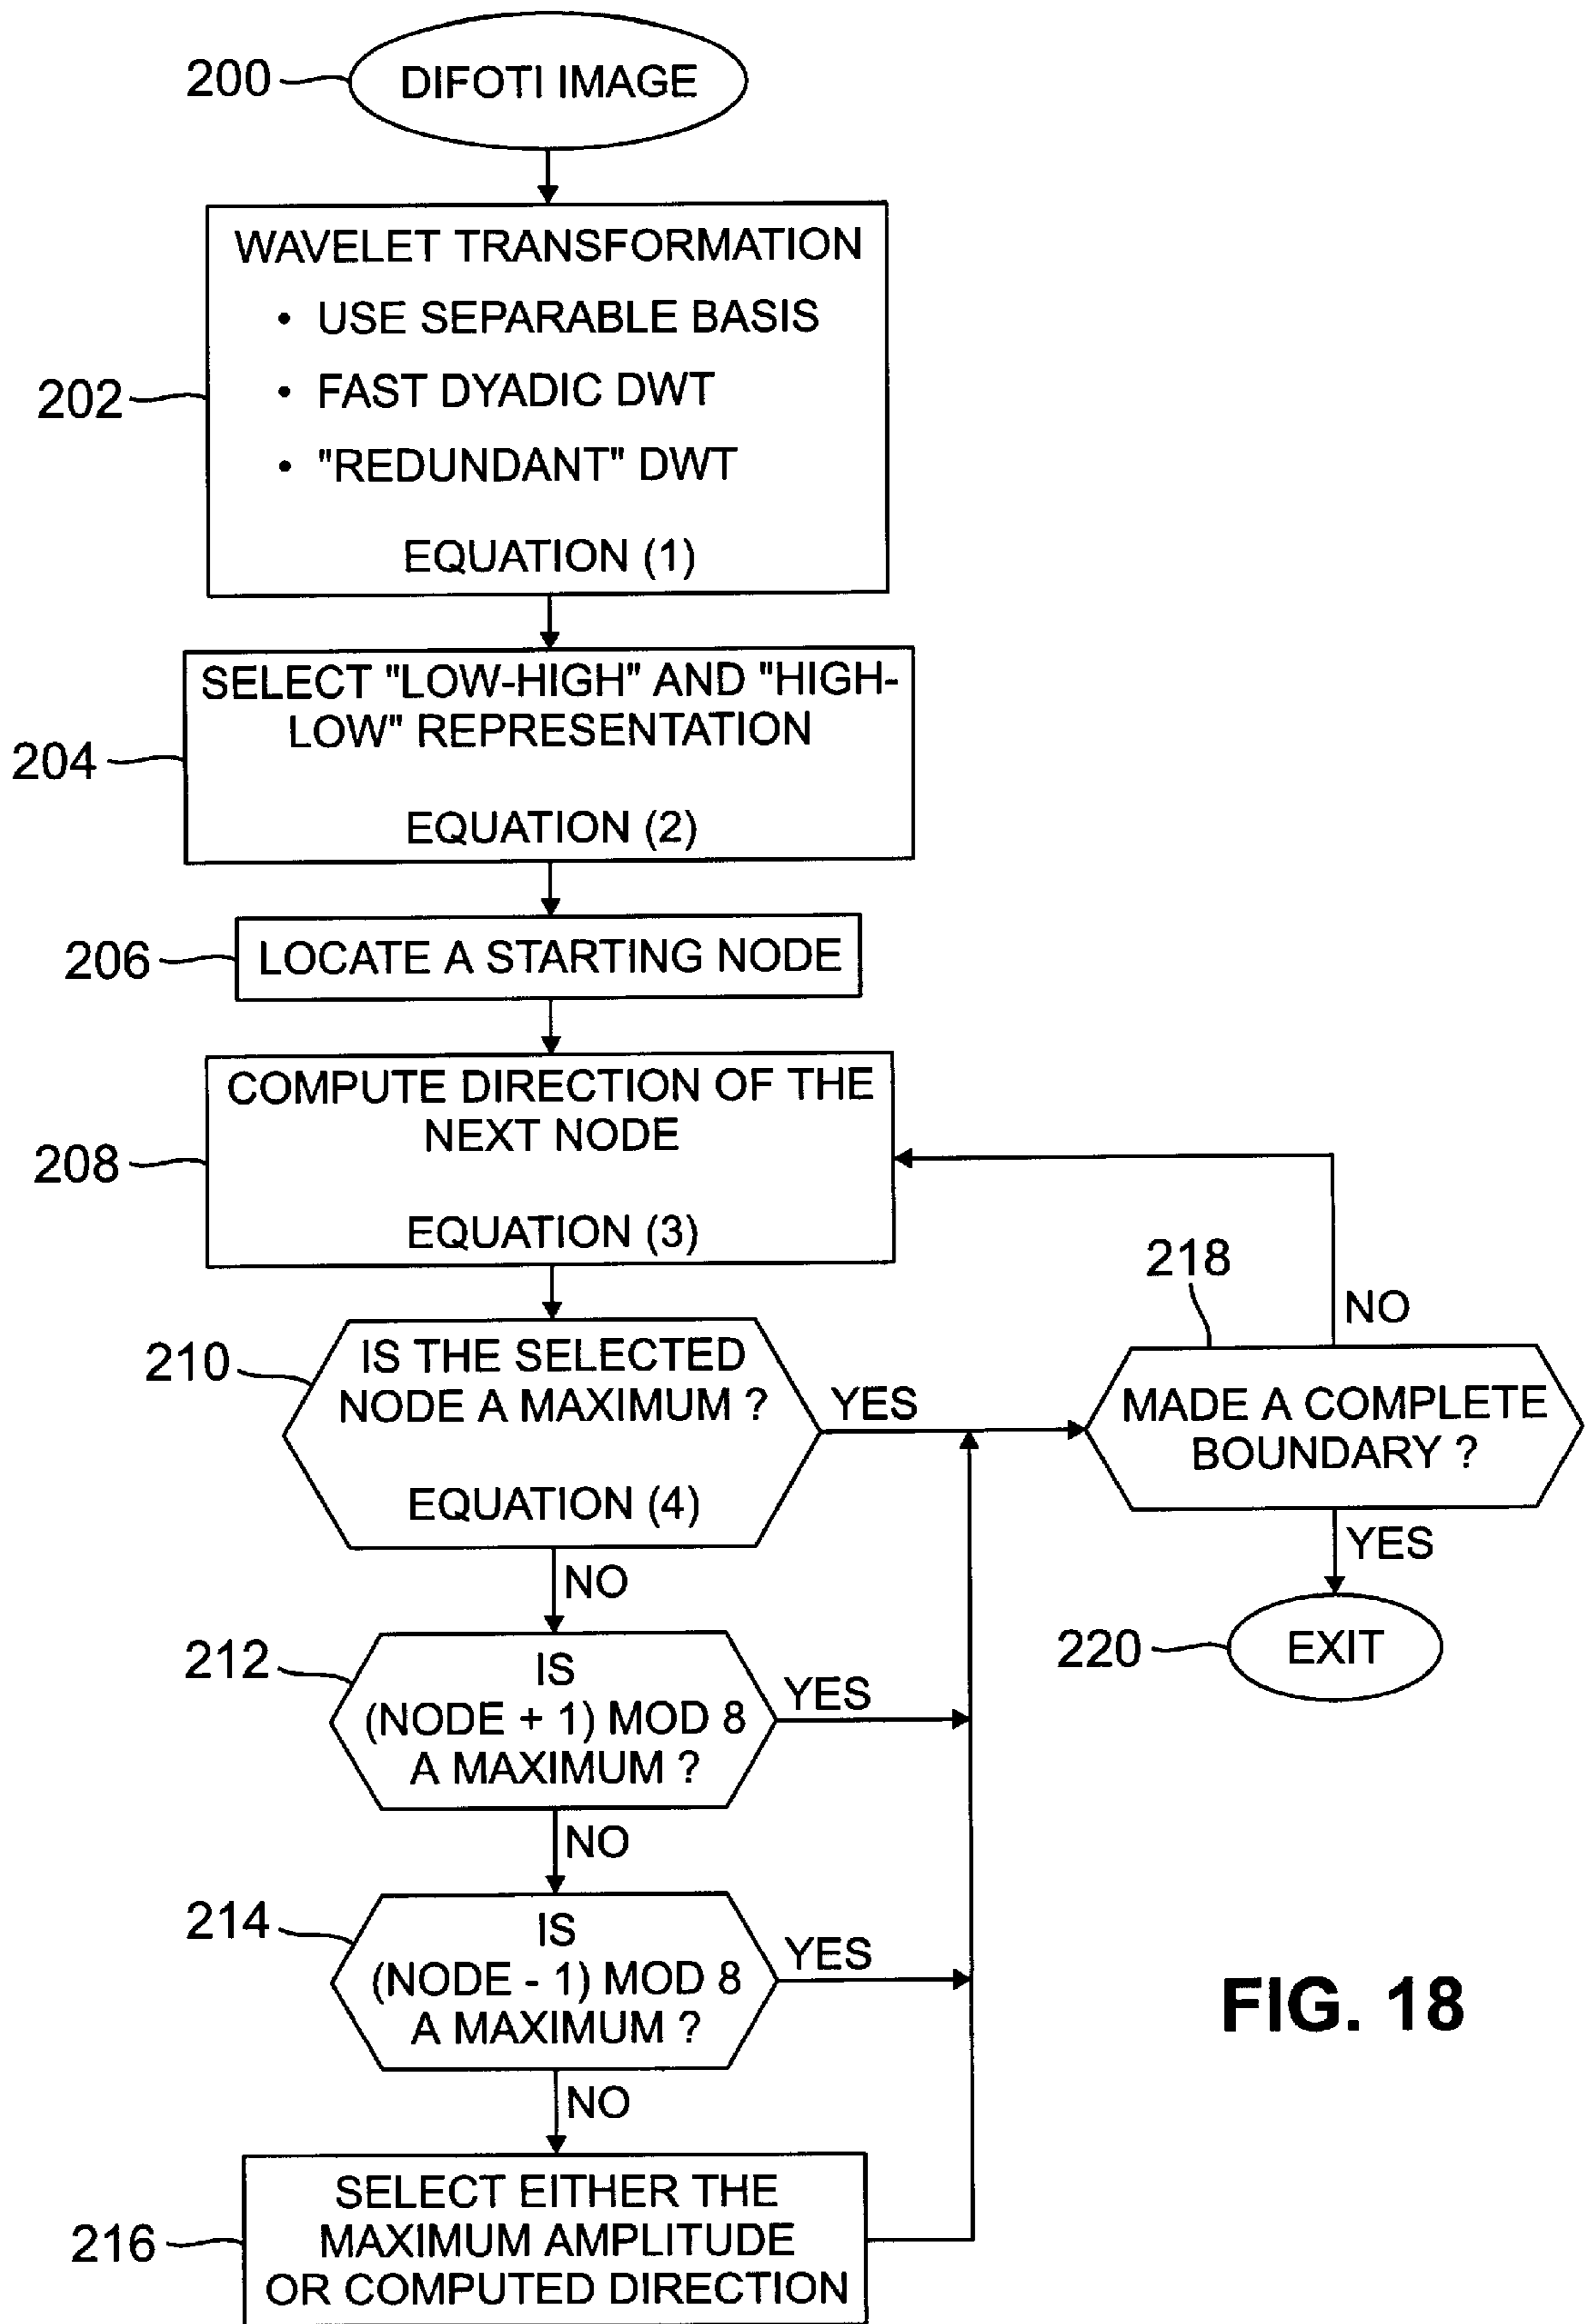 200
DIFOTI IMAGE
202
WAVELET TRANSFORMATION
• USE SEPARABLE BASIS
• FAST DYADIC DWT
• "REDUNDANT" DWT
EQUATION (1)
204
SELECT "LOW-HIGH" AND "HIGH-
LOW" REPRESENTATION
EQUATION (2)
206
LOCATE A STARTING NODE
208
COMPUTE DIRECTION OF THE
NEXT NODE
EQUATION (3)
210
IS THE SELECTED
NODE A MAXIMUM ?
EQUATION (4)
YES
NO
218
MADE A COMPLETE
BOUNDARY ?
NO
YES
220
EXIT
212
IS
(NODE + 1) MOD 8
A MAXIMUM ?
YES
NO
214
IS
(NODE - 1) MOD 8
A MAXIMUM ?
YES
NO
216
SELECT EITHER THE
MAXIMUM AMPLITUDE
OR COMPUTED DIRECTION
FIG. 18